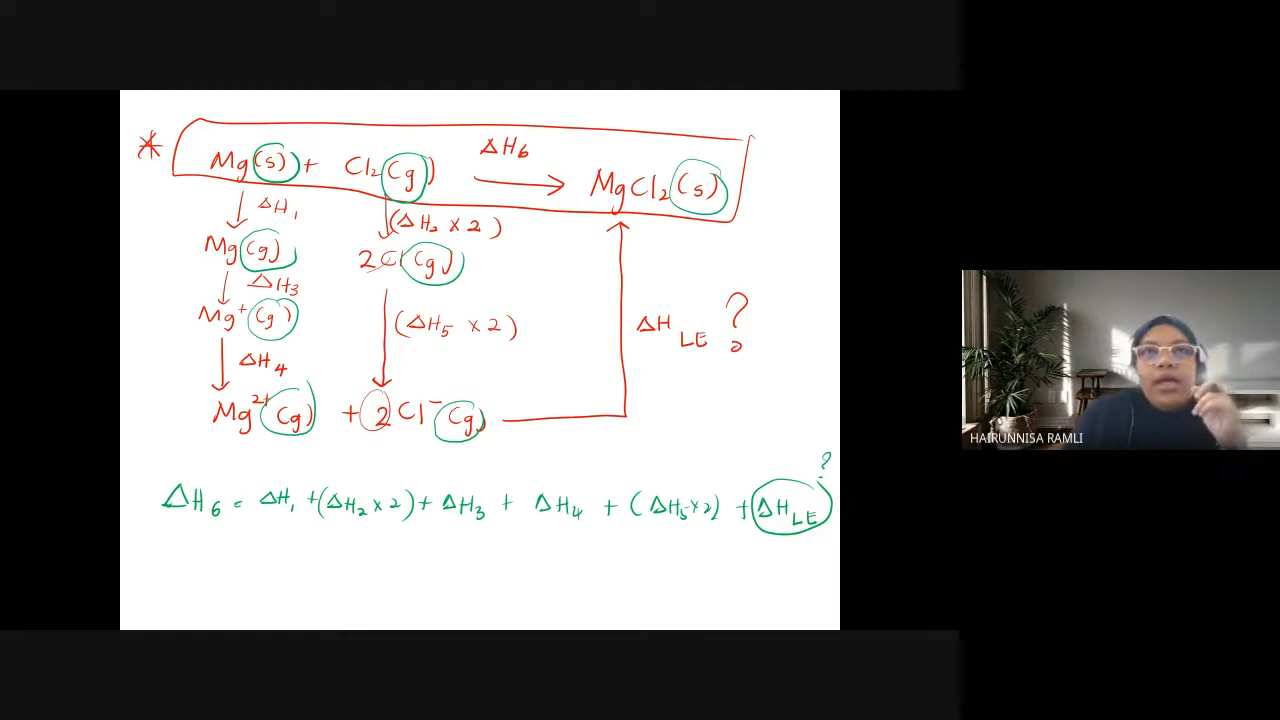 * Mg(s) + Cl₂(g) ΔH₆ → MgCl₂(s)
↓ ΔH₁ ↓ (ΔH₂ × 2)
Mg(g) 2Cl(g)
↓ ΔH₃
Mg⁺(g) ↓ (ΔH₅ × 2) ΔH LE ?
↓ ΔH₄
Mg²⁺(g) + 2Cl⁻(g)
HAIRUNNISA RAMLI
ΔH₆ = ΔH₁ + (ΔH₂ × 2) + ΔH₃ + ΔH₄ + (ΔH₅ × 2) + ΔH LE ?